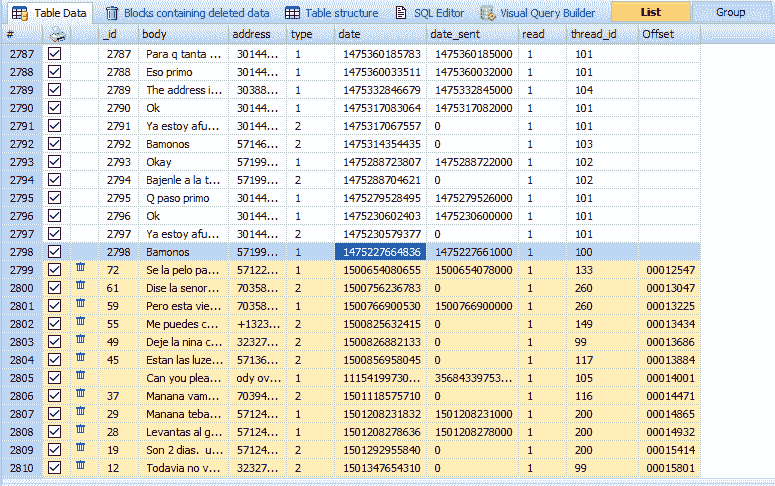 Table Data Blocks containing deleted data Table structure SQL Editor Visual Query Builder List Group
# _id body address type date date_sent read thread_id Offset
2787 2787 Para q tanta ... 30144... 1 1475360185783 1475360185000 1 101
2788 2788 Eso primo 30144... 1 1475360033511 1475360032000 1 101
2789 2789 The address i... 30388... 1 1475332846679 1475332845000 1 104
2790 2790 Ok 30144... 1 1475317083064 1475317082000 1 101
2791 2791 Ya estoy afu... 30144... 2 1475317067557 0 1 101
2792 2792 Bamonos 57146... 2 1475314354435 0 1 103
2793 2793 Okay 57199... 1 1475288723807 1475288722000 1 102
2794 2794 Bajenle a la t... 57199... 2 1475288704621 0 1 102
2795 2795 Q paso primo 30144... 1 1475279528495 1475279526000 1 101
2796 2796 Ok 30144... 1 1475230602403 1475230600000 1 101
2797 2797 Ya estoy afu... 30144... 2 1475230579377 0 1 101
2798 2798 Bamonos 57199... 1 1475227664836 1475227661000 1 100
2799 72 Se la pelo pa... 57122... 1 1500654080655 1500654078000 1 133 00012547
2800 61 Dise la senor... 70358... 2 1500756236783 0 1 260 00013047
2801 59 Pero esta vie... 70358... 1 1500766900530 1500766900000 1 260 00013225
2802 55 Me puedes c... +1323... 2 1500825632415 0 1 149 00013434
2803 49 Deje la nina c... 32327... 2 1500826882133 0 1 99 00013686
2804 45 Estan las luze... 57136... 2 1500856958045 0 1 117 00013884
2805 Can you plea... ody ov... 1 11154199730... 35684339753... 1 105 00014001
2806 37 Manana vam... 70394... 2 1501118575710 0 1 116 00014471
2807 29 Manana teba... 57124... 1 1501208231832 1501208231000 1 200 00014865
2808 28 Levantas al g... 57124... 1 1501208278636 1501208278000 1 200 00014932
2809 19 Son 2 dias. u... 57124... 2 1501292955840 0 1 200 00015414
2810 12 Todavia no v... 32327... 2 1501347654310 0 1 99 00015801